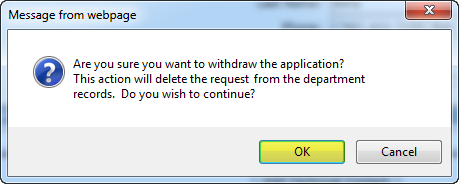 Message from webpage
Are you sure you want to withdraw the application?
This action will delete the request from the department
records. Do you wish to continue?
OK
Cancel